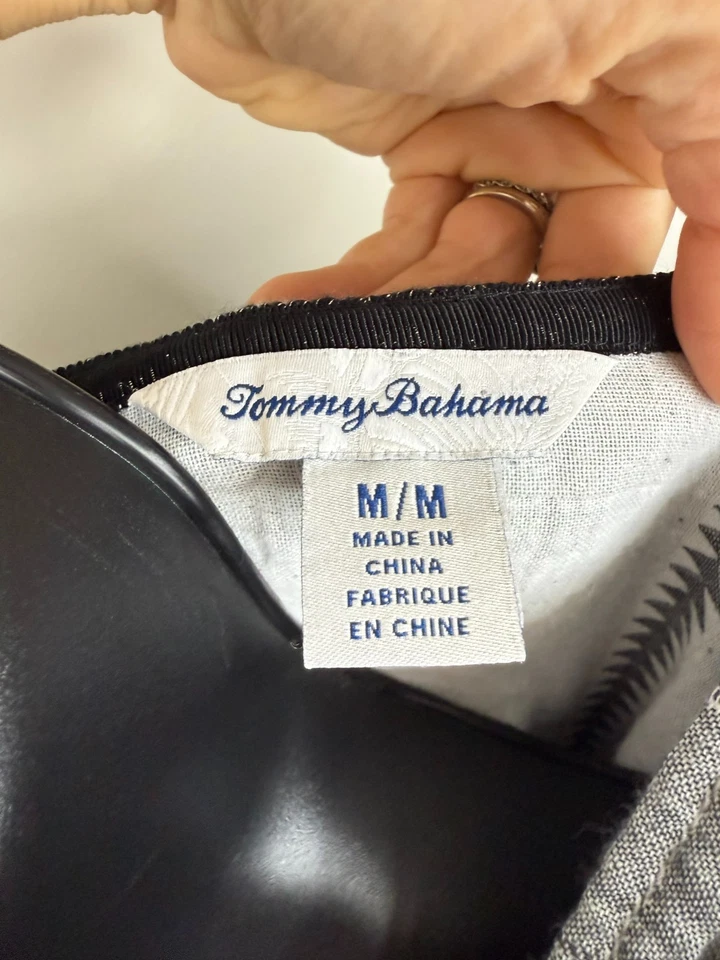 Tommy Bahama
M/M
MADE IN
CHINA
FABRIQUE
EN CHINE